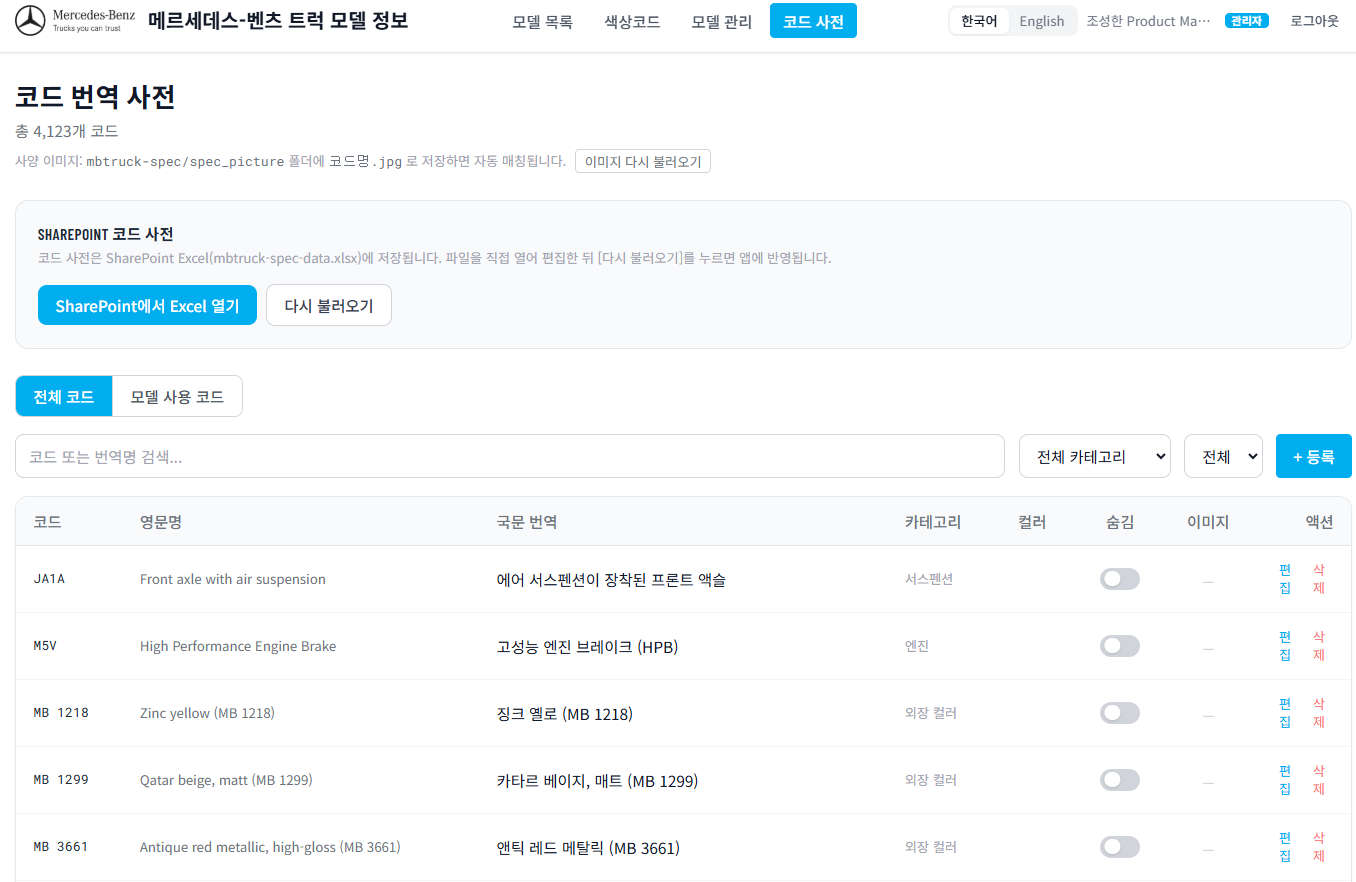 Mercedes-Benz
Trucks you can trust
메르세데스-벤츠 트럭 모델 정보
모델 목록
색상코드
모델 관리
코드 사전
한국어
English
조성한 Product Ma···
관리자
로그아웃
코드 번역 사전
총 4,123개 코드
사양 이미지: mbtruck-spec/spec_picture 폴더에 코드명.jpg 로 저장하면 자동 매칭됩니다.
이미지 다시 불러오기
SHAREPOINT 코드 사전
코드 사전은 SharePoint Excel(mbtruck-spec-data.xlsx)에 저장됩니다. 파일을 직접 열어 편집한 뒤 [다시 불러오기]를 누르면 앱에 반영됩니다.
SharePoint에서 Excel 열기
다시 불러오기
전체 코드
모델 사용 코드
코드 또는 번역명 검색...
전체 카테고리
전체
+ 등록
코드 영문명 국문 번역 카테고리 컬러 숨김 이미지 액션
JA1A Front axle with air suspension 에어 서스펜션이 장착된 프론트 액슬 서스펜션 — 편집 삭제
M5V High Performance Engine Brake 고성능 엔진 브레이크 (HPB) 엔진 — 편집 삭제
MB 1218 Zinc yellow (MB 1218) 징크 옐로 (MB 1218) 외장 컬러 — 편집 삭제
MB 1299 Qatar beige, matt (MB 1299) 카타르 베이지, 매트 (MB 1299) 외장 컬러 — 편집 삭제
MB 3661 Antique red metallic, high-gloss (MB 3661) 앤틱 레드 메탈릭 (MB 3661) 외장 컬러 — 편집 삭제